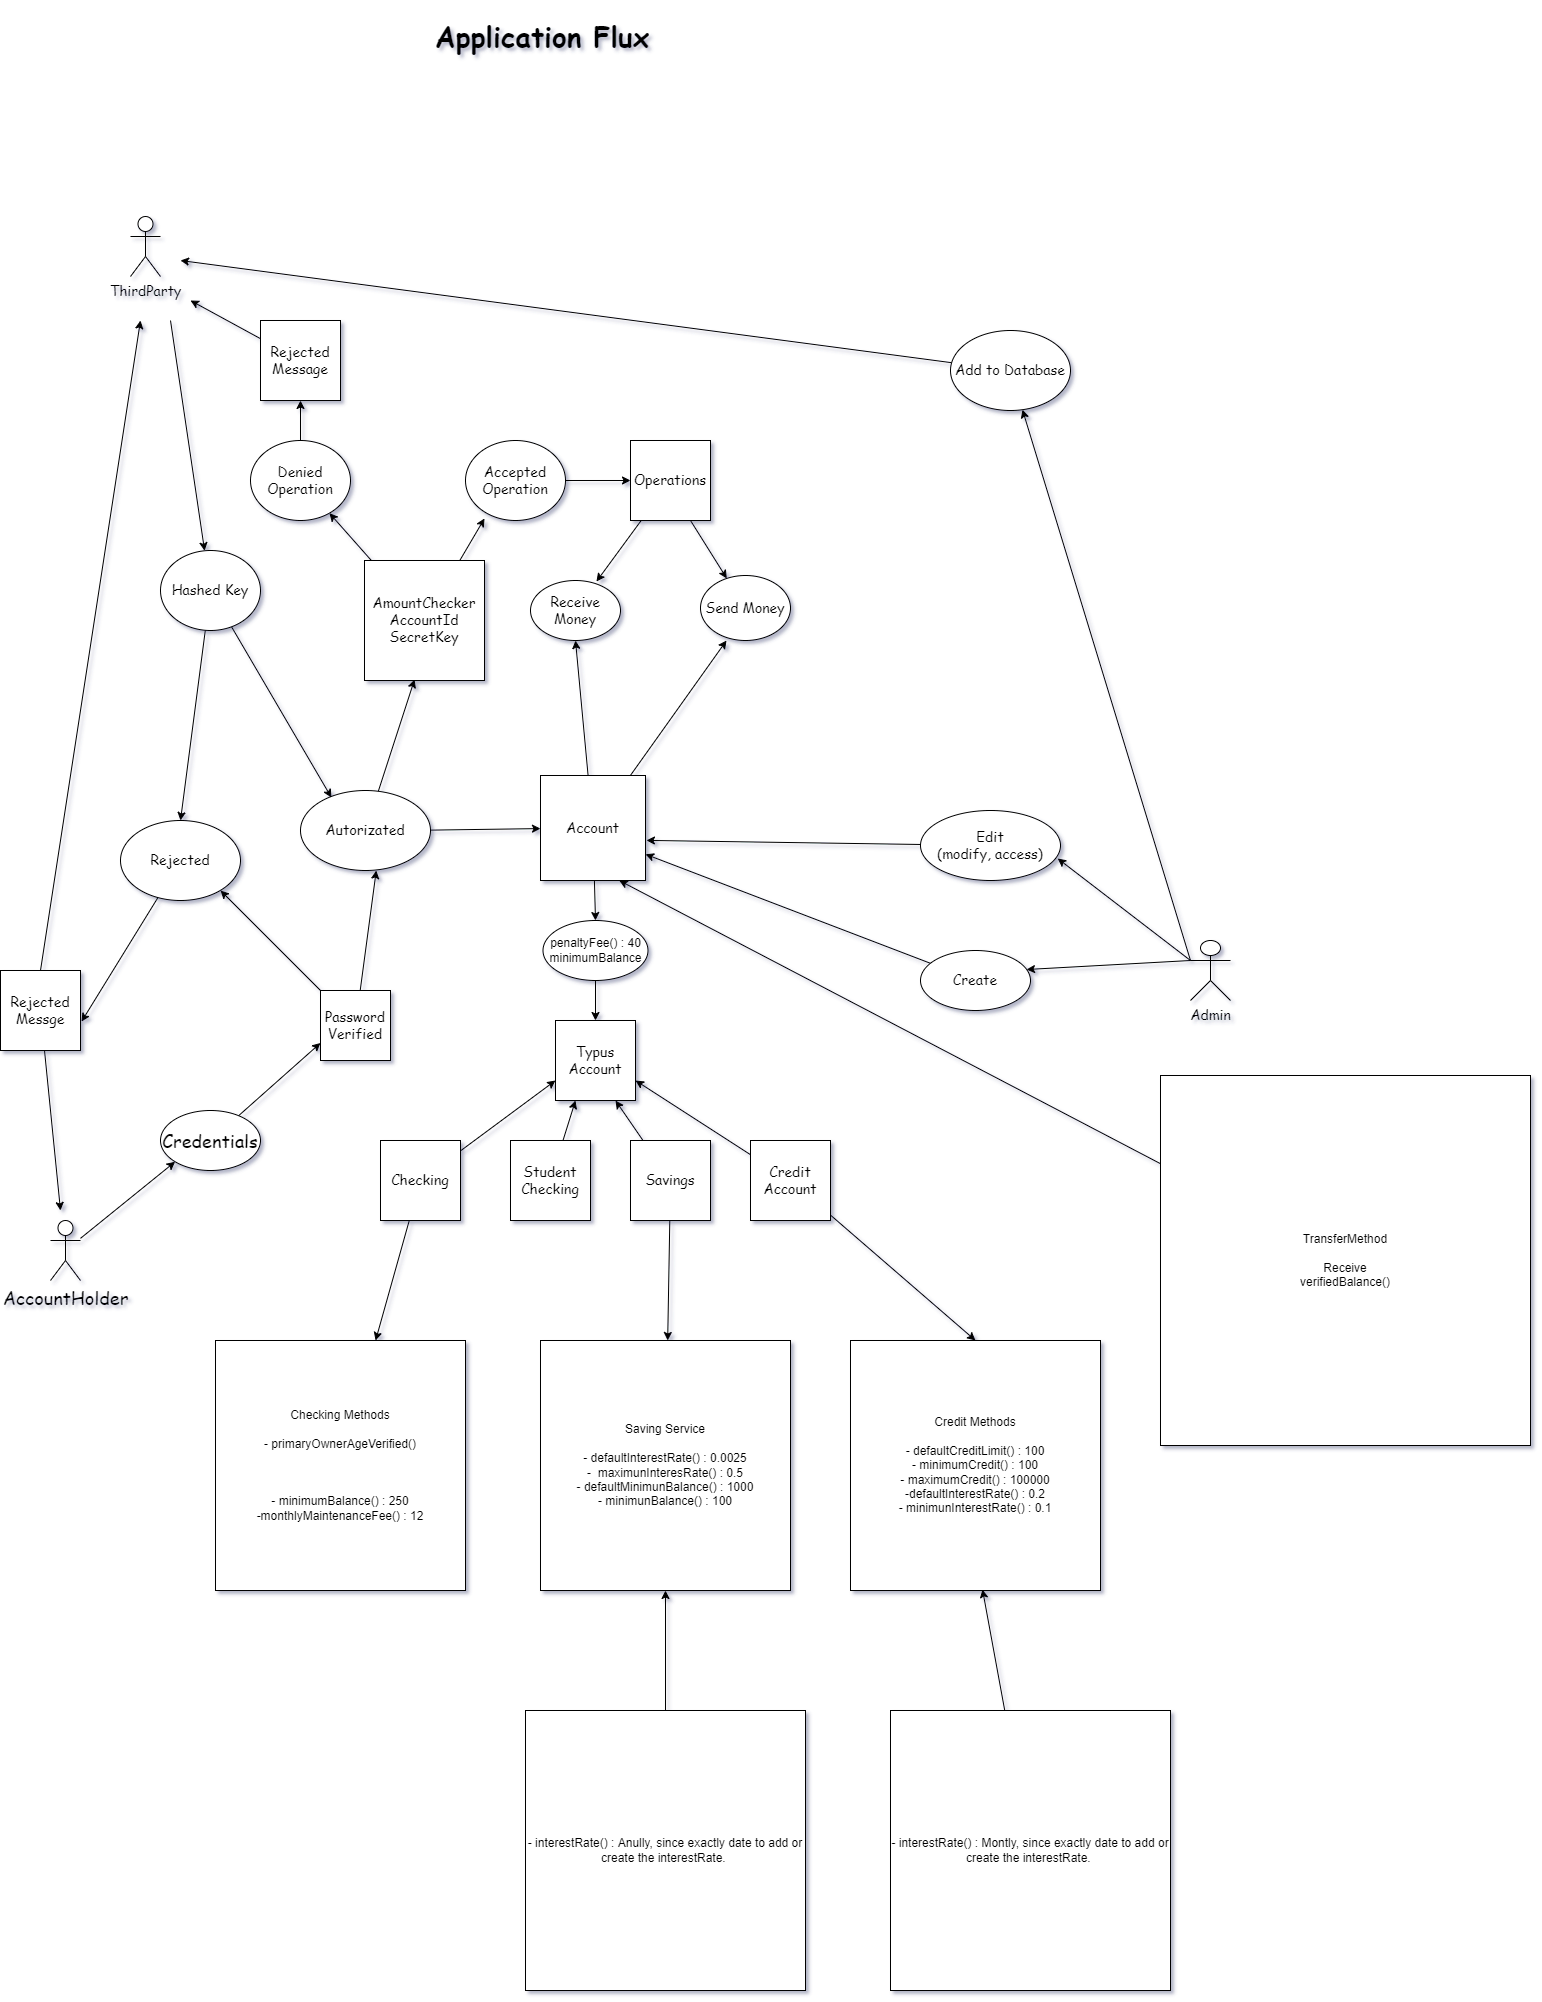 Application Flux
ThirdParty
Rejected
Message
Add to Database
Denied
Operation
Accepted
Operation
Operations
Hashed Key
AmountChecker
AccountId
SecretKey
Receive
Money
Send Money
Autorizated
Account
Edit
(modify, access)
Rejected
penaltyFee() : 40
minimumBalance
Create
Admin
Rejected
Messge
Password
Verified
Typus
Account
Credentials
Checking
Student
Checking
Savings
Credit
Account
TransferMethod
Receive
verifiedBalance()
AccountHolder
Checking Methods
- primaryOwnerAgeVerified()
- minimumBalance() : 250
-monthlyMaintenanceFee() : 12
Saving Service
- defaultInterestRate() : 0.0025
- maximunInteresRate() : 0.5
- defaultMinimunBalance() : 1000
- minimunBalance() : 100
Credit Methods
- defaultCreditLimit() : 100
- minimumCredit() : 100
- maximumCredit() : 100000
-defaultInterestRate() : 0.2
- minimunInterestRate() : 0.1
- interestRate() : Anully, since exactly date to add or
create the interestRate.
- interestRate() : Montly, since exactly date to add or
create the interestRate.